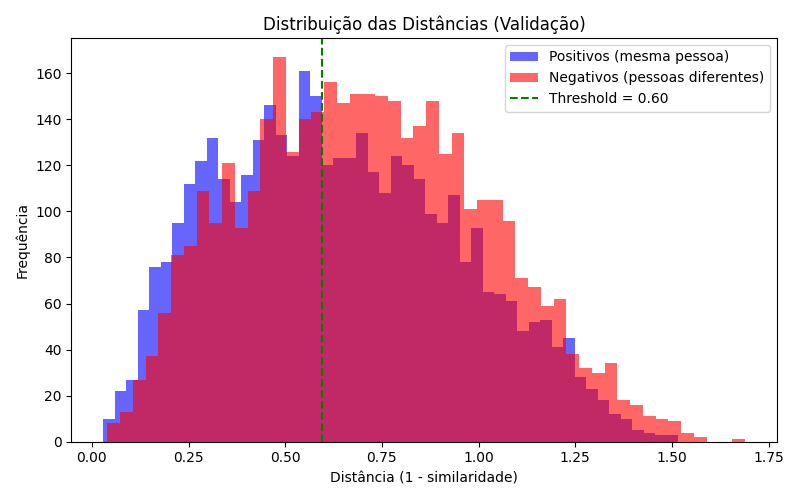 Distribuição das Distâncias (Validação)
Positivos (mesma pessoa)
Negativos (pessoas diferentes)
Threshold = 0.60
Frequência
160
140
120
100
80
60
40
20
0
0.00 0.25 0.50 0.75 1.00 1.25 1.50 1.75
Distância (1 - similaridade)